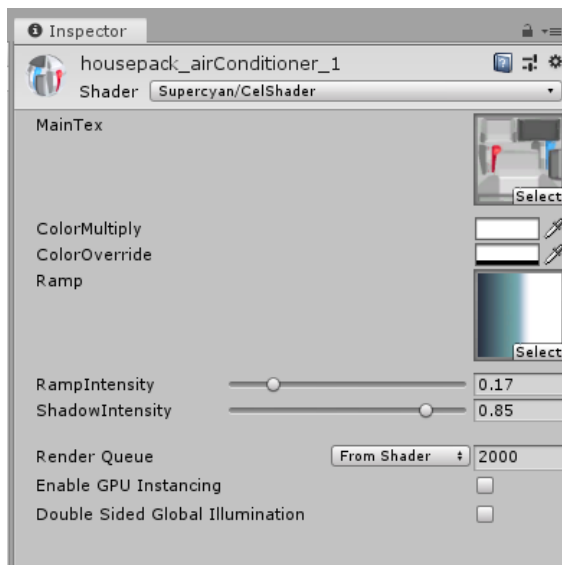 Inspector
housepack_airConditioner_1
Shader Supercyan/CelShader
MainTex
Select
ColorMultiply
ColorOverride
Ramp
Select
RampIntensity 0.17
ShadowIntensity 0.85
Render Queue From Shader 2000
Enable GPU Instancing
Double Sided Global Illumination